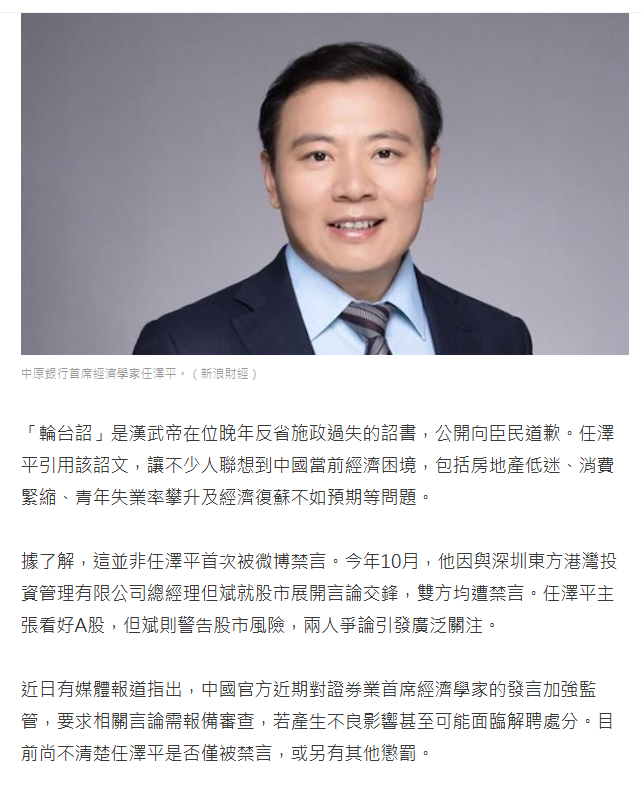 中原銀行首席經濟學家任澤平。（新浪財經）
「輪台詔」是漢武帝在位晚年反省施政過失的詔書，公開向臣民道歉。任澤
平引用該詔文，讓不少人聯想到中國當前經濟困境，包括房地產低迷、消費
緊縮、青年失業率攀升及經濟復蘇不如預期等問題。
據了解，這並非任澤平首次被微博禁言。今年10月，他因與深圳東方港灣投
資管理有限公司總經理但斌就股市展開言論交鋒，雙方均遭禁言。任澤平主
張看好A股，但斌則警告股市風險，兩人爭論引發廣泛關注。
近日有媒體報道指出，中國官方近期對證券業首席經濟學家的發言加強監
管，要求相關言論需報備審查，若產生不良影響甚至可能面臨解聘處分。目
前尚不清楚任澤平是否僅被禁言，或另有其他懲罰。